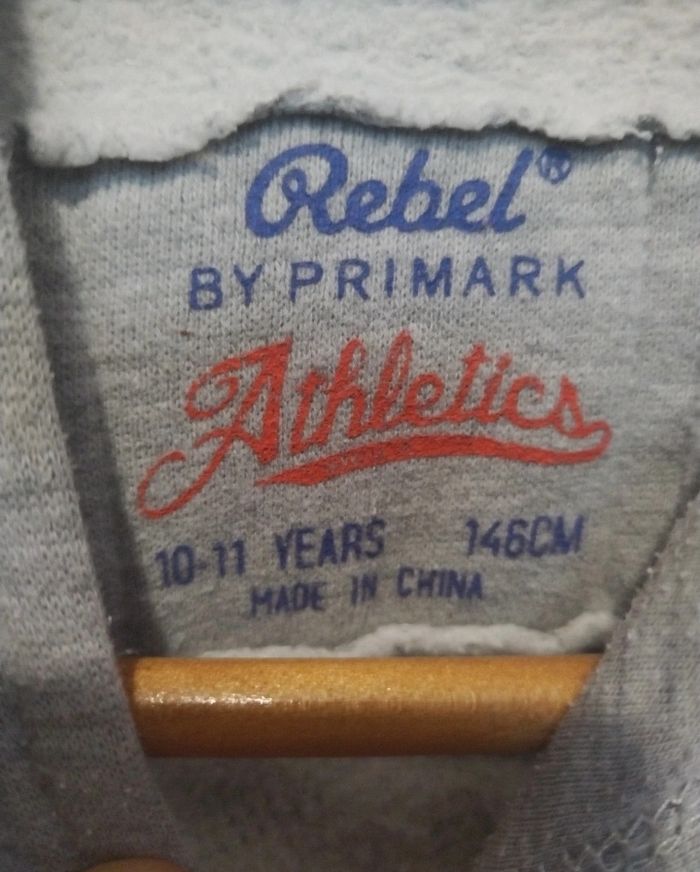 Rebel®
BY PRIMARK
Athletics
10-11 YEARS 146CM
MADE IN CHINA